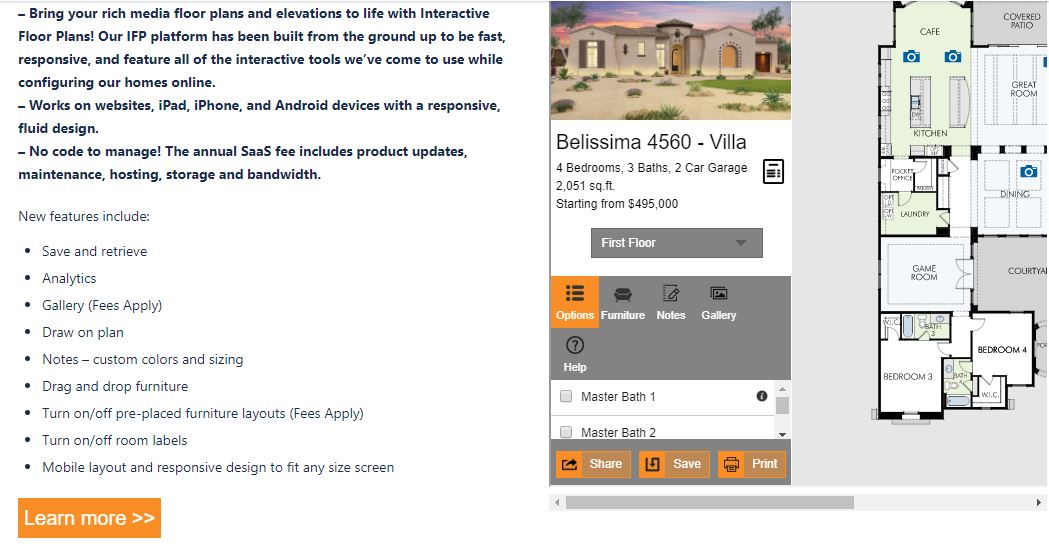 – Bring your rich media floor plans and elevations to life with Interactive
Floor Plans! Our IFP platform has been built from the ground up to be fast,
responsive, and feature all of the interactive tools we've come to use while
configuring our homes online.
– Works on websites, iPad, iPhone, and Android devices with a responsive,
fluid design.
– No code to manage! The annual SaaS fee includes product updates,
maintenance, hosting, storage and bandwidth.
New features include:
Save and retrieve
Analytics
Gallery (Fees Apply)
Draw on plan
Notes – custom colors and sizing
Drag and drop furniture
Turn on/off pre-placed furniture layouts (Fees Apply)
Turn on/off room labels
Mobile layout and responsive design to fit any size screen
Learn more >>
Belissima 4560 - Villa
4 Bedrooms, 3 Baths, 2 Car Garage
2,051 sq.ft.
Starting from $495,000
First Floor
Options Furniture Notes Gallery
Help
Master Bath 1
Master Bath 2
Share Save Print
COVERED
PATIO
CAFE
GREAT
ROOM
KITCHEN
POCKET
OFFICE
DINING
LAUNDRY
GAME
ROOM
COURTYA
W.I.C.
BATH
3
BEDROOM 4
BEDROOM 3
BATH
W.I.C.